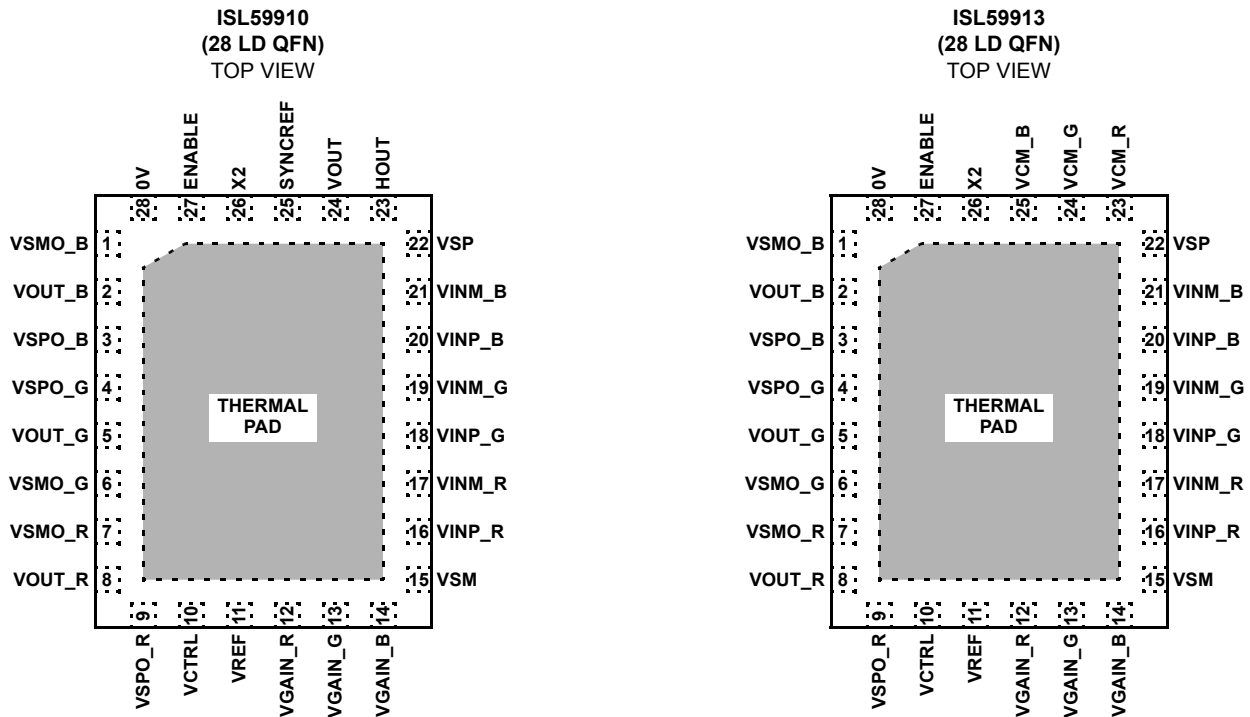 ISL59910
(28 LD QFN)
TOP VIEW
28 0V
27 ENABLE
26 X2
25 SYNCREF
24 VOUT
23 HOUT
VSMO_B 1
VOUT_B 2
VSPO_B 3
VSPO_G 4
VOUT_G 5
VSMO_G 6
VSMO_R 7
VOUT_R 8
THERMAL
PAD
22 VSP
21 VINM_B
20 VINP_B
19 VINM_G
18 VINP_G
17 VINM_R
16 VINP_R
15 VSM
VSPO_R 9
VCTRL 10
VREF 11
VGAIN_R 12
VGAIN_G 13
VGAIN_B 14
ISL59913
(28 LD QFN)
TOP VIEW
28 0V
27 ENABLE
26 X2
25 VCM_B
24 VCM_G
23 VCM_R
VSMO_B 1
VOUT_B 2
VSPO_B 3
VSPO_G 4
VOUT_G 5
VSMO_G 6
VSMO_R 7
VOUT_R 8
THERMAL
PAD
22 VSP
21 VINM_B
20 VINP_B
19 VINM_G
18 VINP_G
17 VINM_R
16 VINP_R
15 VSM
VSPO_R 9
VCTRL 10
VREF 11
VGAIN_R 12
VGAIN_G 13
VGAIN_B 14